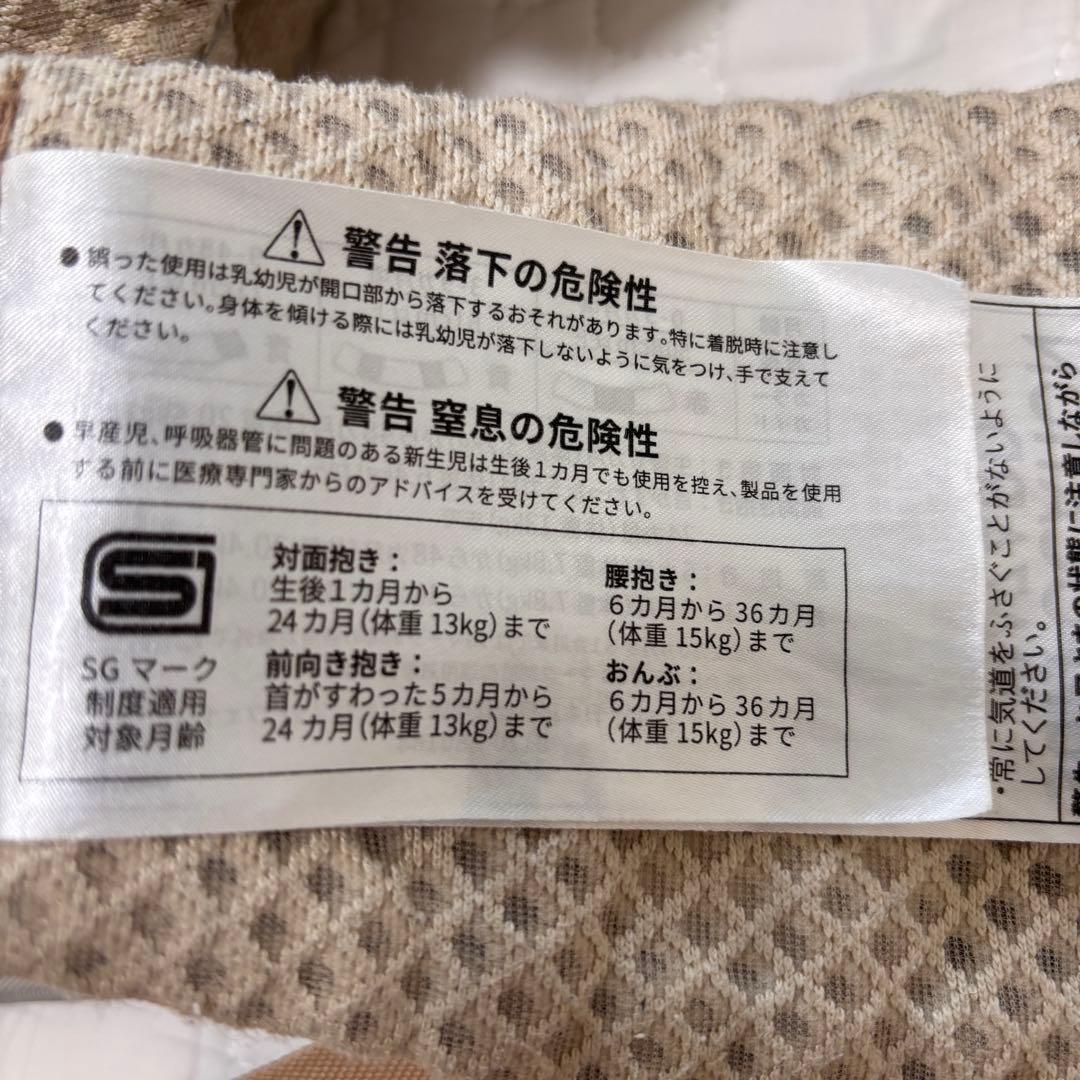 警告 落下の危険性
● 誤った使用は乳幼児が開口部から落下するおそれがあります。特に着脱時に注意し
てください。身体を傾ける際には乳幼児が落下しないように気をつけ、手で支えて
ください。
警告 窒息の危険性
● 早産児、呼吸器管に問題のある新生児は生後1カ月でも使用を控え、製品を使用
する前に医療専門家からのアドバイスを受けてください。
SG マーク
制度適用
対象月齢
対面抱き：
生後1カ月から
24カ月(体重 13kg)まで
前向き抱き：
首がすわった5カ月から
24カ月(体重 13kg)まで
腰抱き：
6カ月から 36カ月
(体重 15kg)まで
おんぶ：
6カ月から 36カ月
(体重 15kg)まで
・常に気道をふさぐことがないように
してください。
の状態に注意しながら